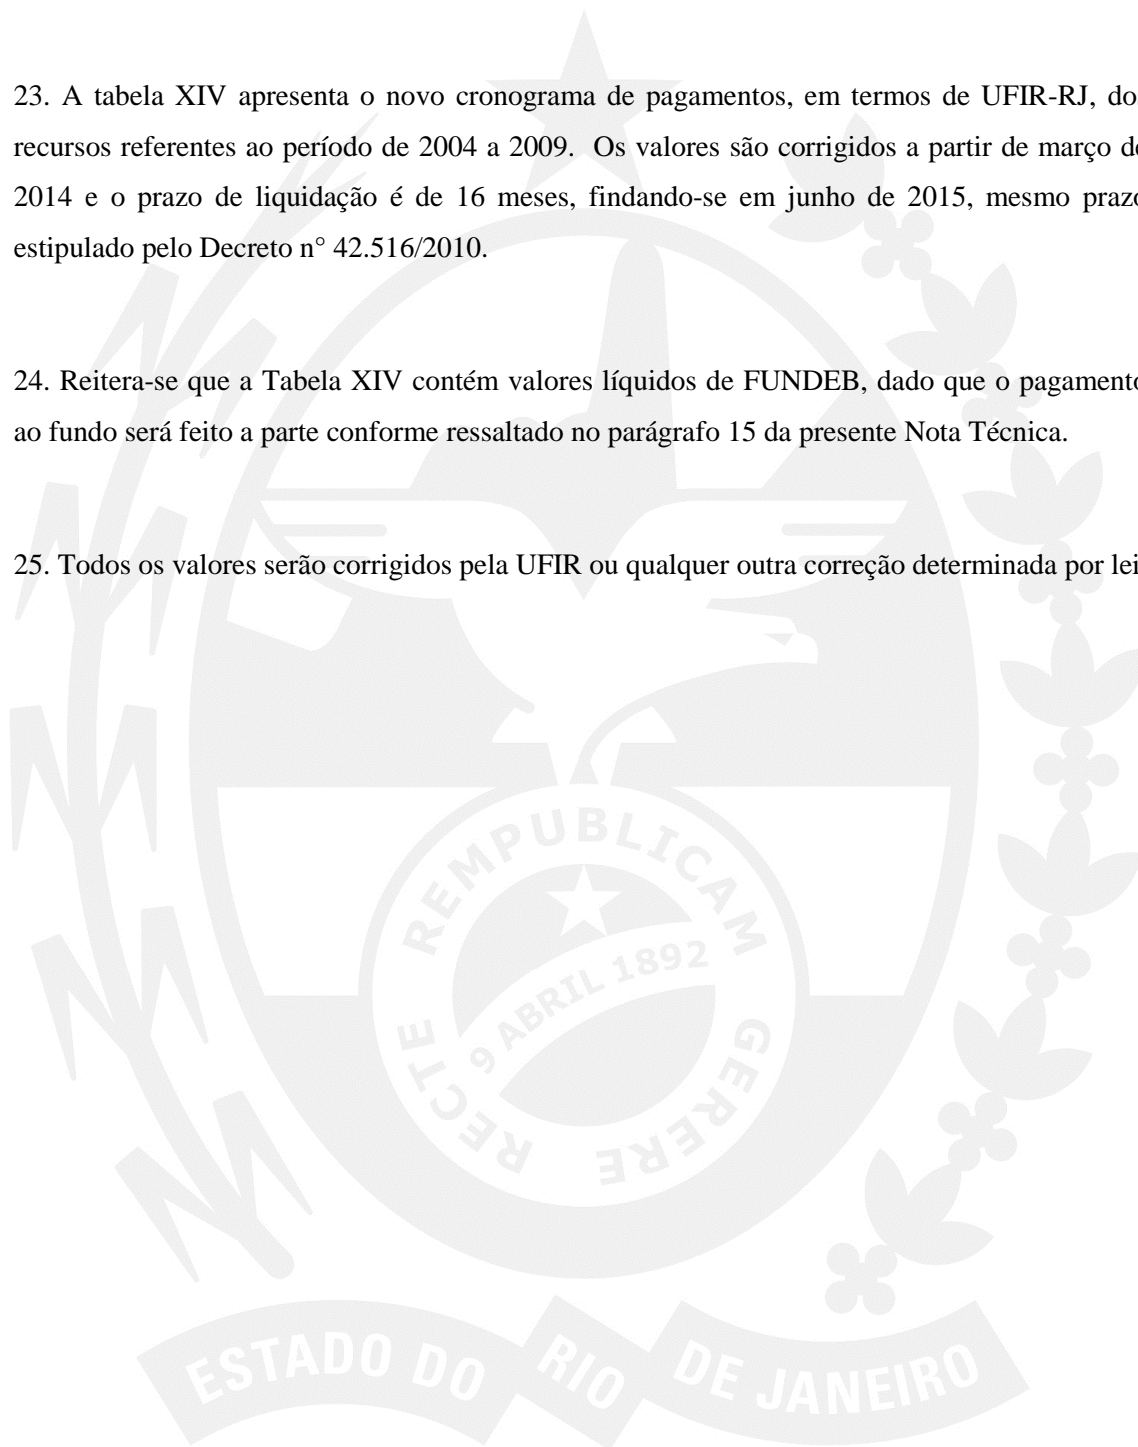 23. A tabela XIV apresenta o novo cronograma de pagamentos, em termos de UFIR-RJ, do
recursos referentes ao período de 2004 a 2009. Os valores são corrigidos a partir de março d
2014 e o prazo de liquidação é de 16 meses, findando-se em junho de 2015, mesmo prazo
estipulado pelo Decreto n° 42.516/2010.
24. Reitera-se que a Tabela XIV contém valores líquidos de FUNDEB, dado que o pagamento
ao fundo será feito a parte conforme ressaltado no parágrafo 15 da presente Nota Técnica.
25. Todos os valores serão corrigidos pela UFIR ou qualquer outra correção determinada por lei
RECTE REMPUBLICAM GERERE
9 ABRIL 1892
ESTADO DO RIO DE JANEIRO